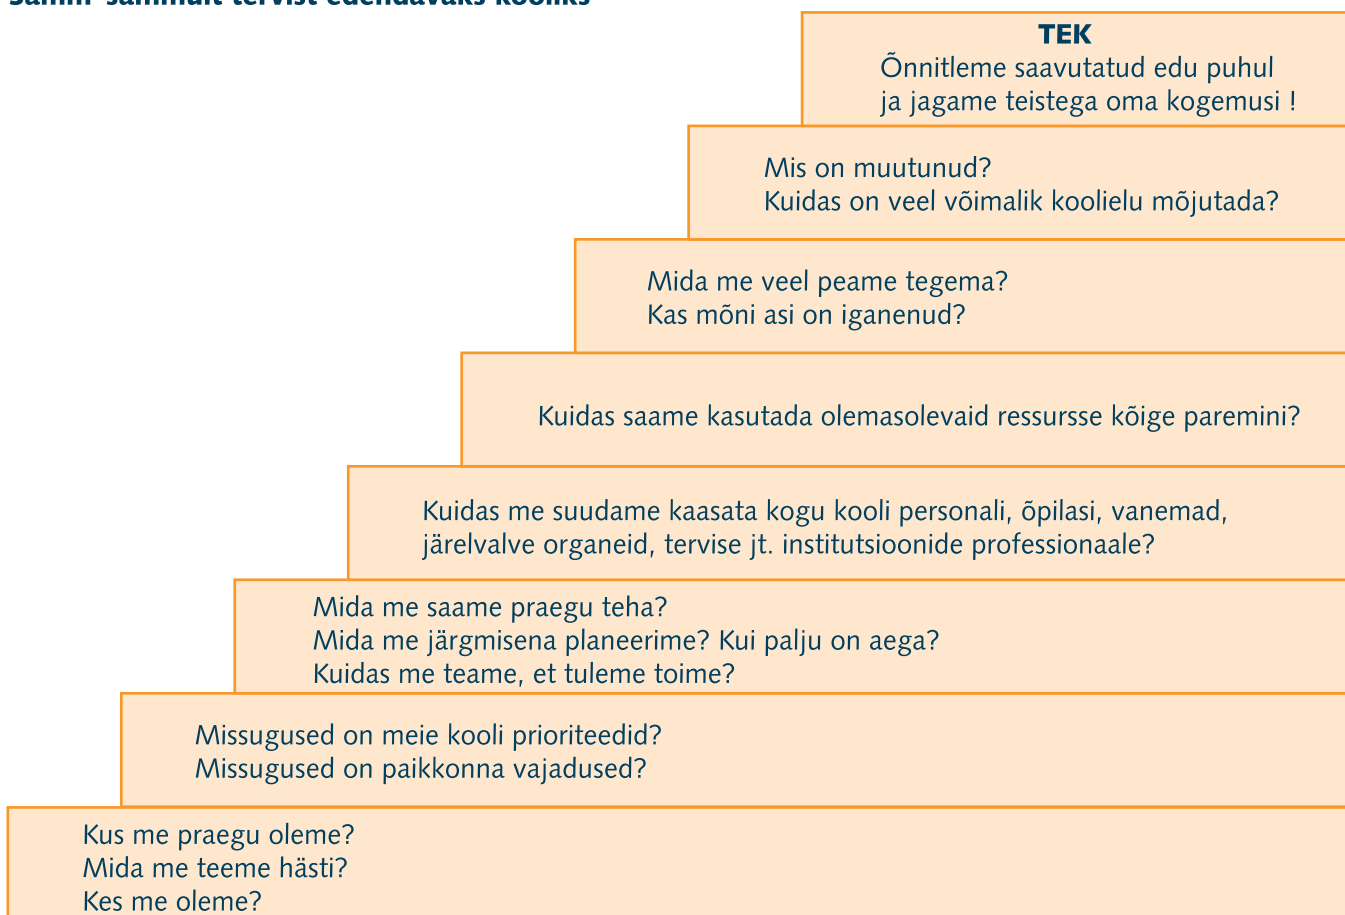 tervist edendavaks kooliks
TEK
Õnnitleme saavutatud edu puhul
ja jagame teistega oma kogemusi !
Mis on muutunud?
Kuidas on veel võimalik koolielu mõjutada?
Mida me veel peame tegema?
Kas mõni asi on iganenud?
Kuidas saame kasutada olemasolevaid ressursse kõige paremini?
Kuidas me suudame kaasata kogu kooli personali, õpilasi, vanemad,
järelvalve organeid, tervise jt. institutsioonide professionaale?
Mida me saame praegu teha?
Mida me järgmisena planeerime? Kui palju on aega?
Kuidas me teame, et tuleme toime?
Missugused on meie kooli prioriteedid?
Missugused on paikkonna vajadused?
Kus me praegu oleme?
Mida me teeme hästi?
Kes me oleme?